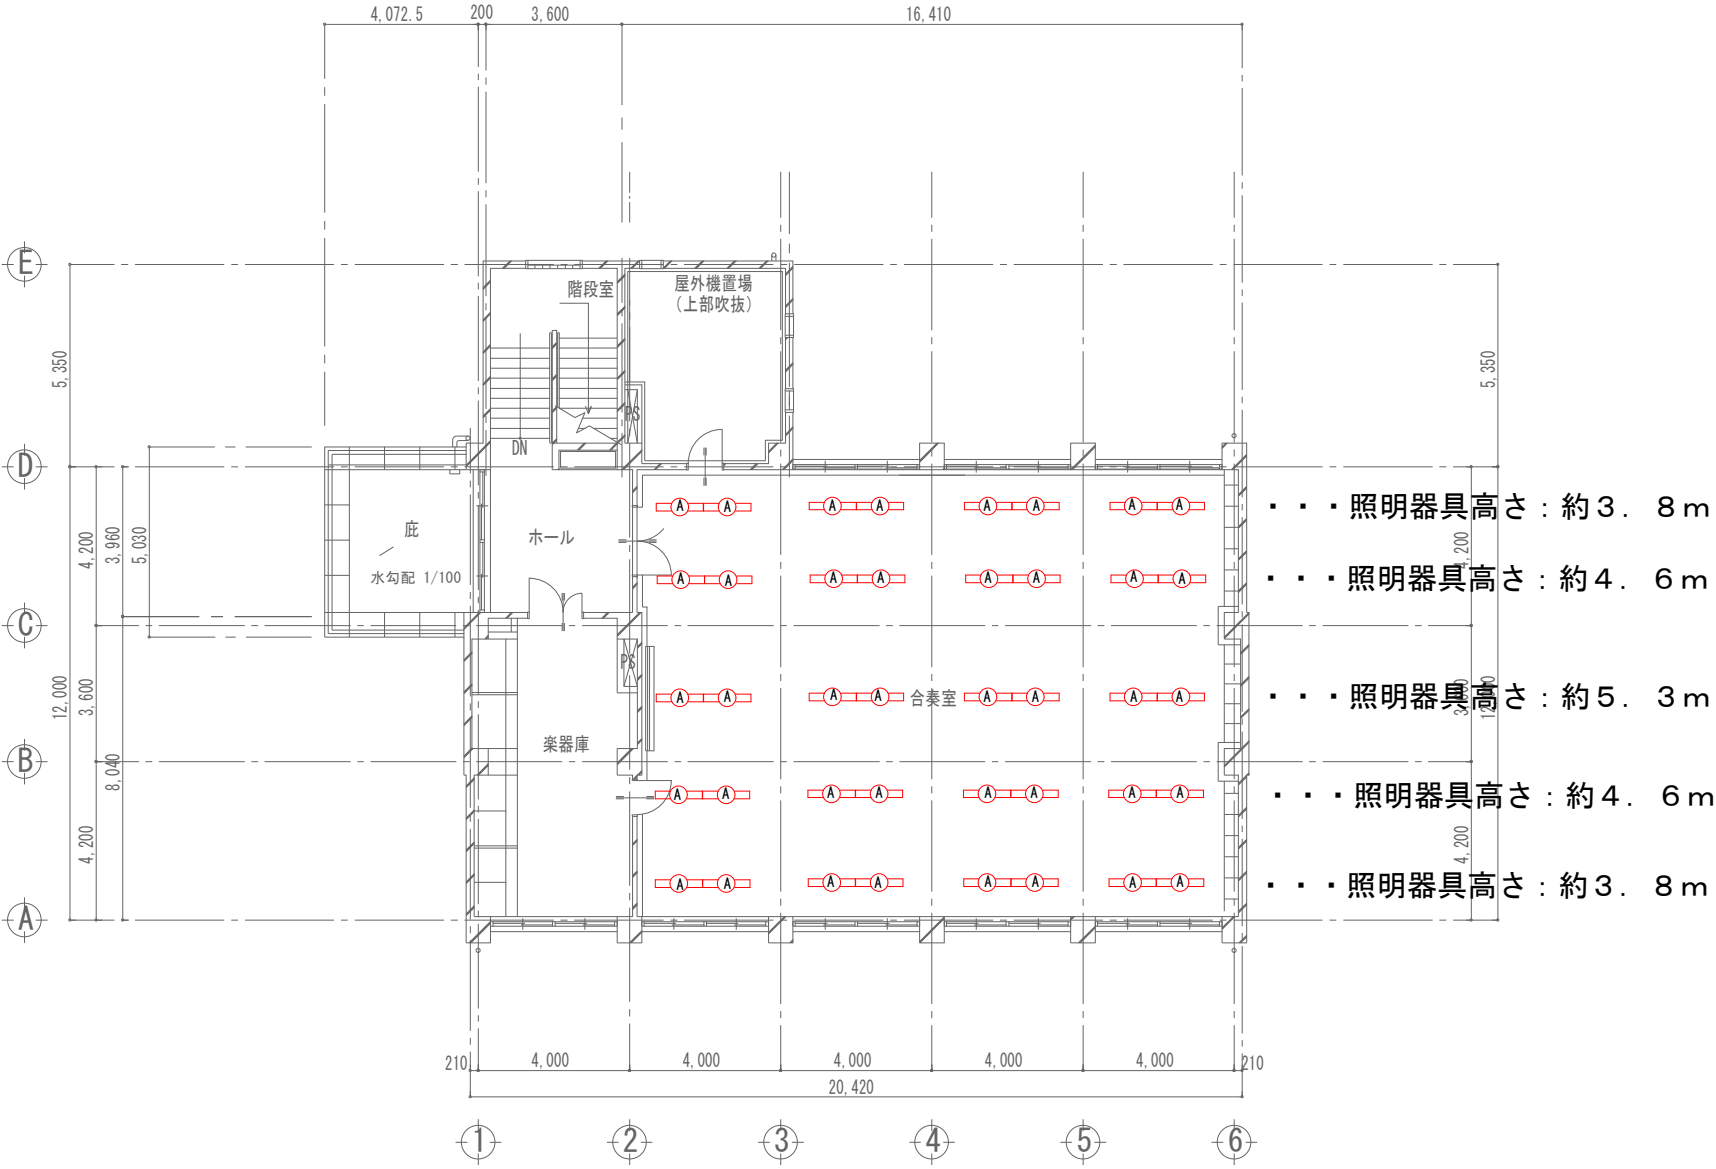 4,072.5 200 3,600 16,410
E
階段室
屋外機置場
(上部吹抜)
5,350
5,350
PS
DN
D
A A A A A A A A
・・・照明器具高さ：約３．８ｍ
庇
ホール
4,200
3,960
5,030
4,200
水勾配 1/100
A A A A A A A A
・・・照明器具高さ：約４．６ｍ
C
PS
12,000
3,600
A A A A A A A A
合奏室
・・・照明器具高さ：約５．３ｍ
楽器庫
B
8,040
A A A A A A A A
・・・照明器具高さ：約４．６ｍ
4,200
4,200
A A A A A A A A
・・・照明器具高さ：約３．８ｍ
A
210 4,000 4,000 4,000 4,000 4,000 210
20,420
1 2 3 4 5 6